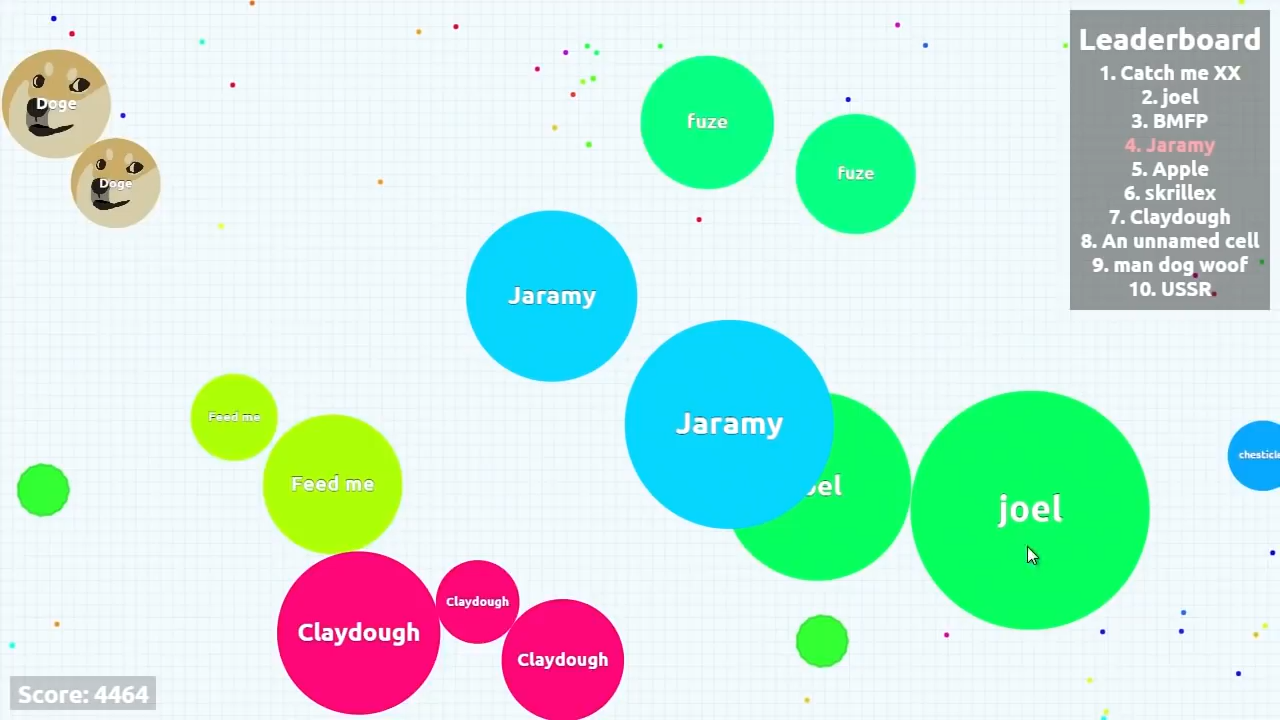 Leaderboard
1. Catch me XX
2. joel
3. BMFP
4. Jaramy
5. Apple
6. skrillex
7. Claydough
8. An unnamed cell
9. man dog woof
10. USSR
Doge
Doge
fuze
fuze
Jaramy
Jaramy
Feed me
Feed me
joel
Claydough
Claydough
Claydough
Score: 4464